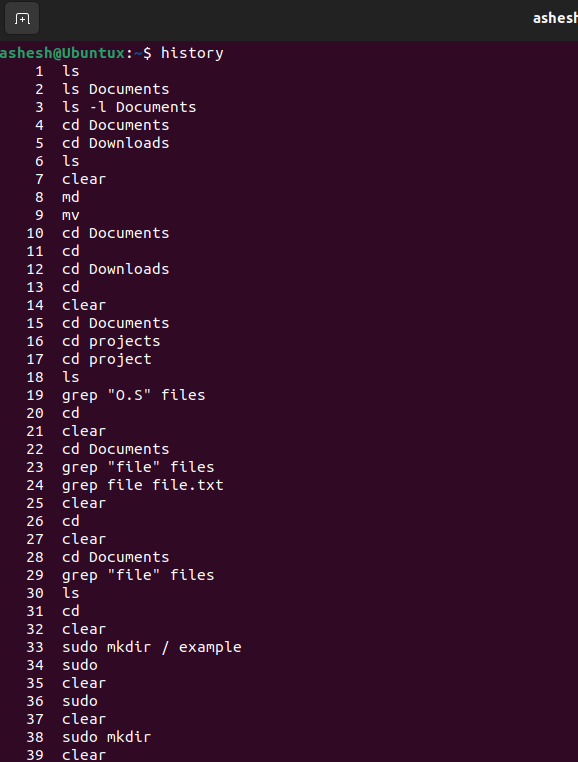 ashesh
ashesh@Ubuntux:~$ history
1 ls
2 ls Documents
3 ls -l Documents
4 cd Documents
5 cd Downloads
6 ls
7 clear
8 md
9 mv
10 cd Documents
11 cd
12 cd Downloads
13 cd
14 clear
15 cd Documents
16 cd projects
17 cd project
18 ls
19 grep "O.S" files
20 cd
21 clear
22 cd Documents
23 grep "file" files
24 grep file file.txt
25 clear
26 cd
27 clear
28 cd Documents
29 grep "file" files
30 ls
31 cd
32 clear
33 sudo mkdir / example
34 sudo
35 clear
36 sudo
37 clear
38 sudo mkdir
39 clear